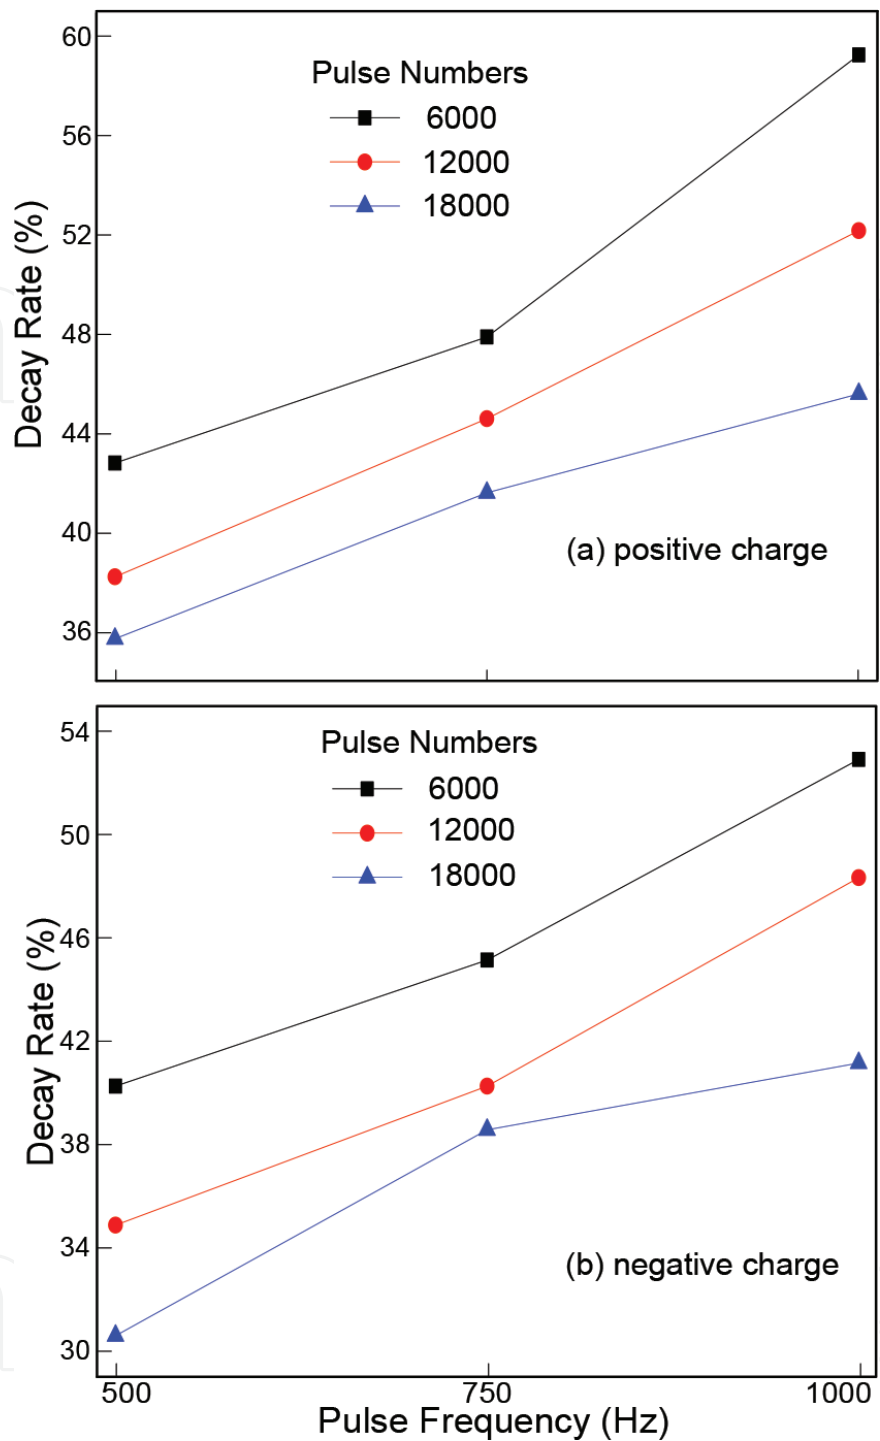 60
56
52
48
44
40
36
Decay Rate (%)
Pulse Numbers
6000
12000
18000
(a) positive charge
54
50
46
42
38
34
30
Decay Rate (%)
Pulse Numbers
6000
12000
18000
(b) negative charge
500 750 1000
Pulse Frequency (Hz)